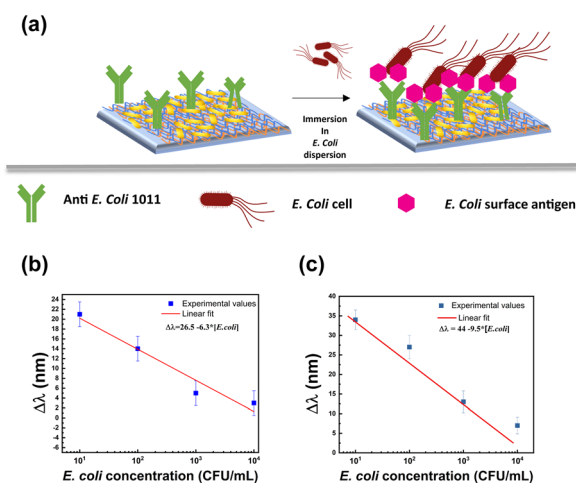 (a)
Immersion
In
E. Coli
dispersion
Anti E. Coli 1011
E. Coli cell
E. Coli surface antigen
(b)
24
22
20
18
16
14
12
10
8
6
4
2
0
-2
-4
-6
Δλ (nm)
Experimental values
Linear fit
Δλ=26.5 -6.3*[E.coli]
10¹
10²
10³
10⁴
E. coli concentration (CFU/mL)
(c)
40
35
30
25
20
15
10
5
0
Δλ (nm)
Experimental values
Linear fit
Δλ = 44 -9.5*[E.coli]
10¹
10²
10³
10⁴
E. coli concentration (CFU/mL)